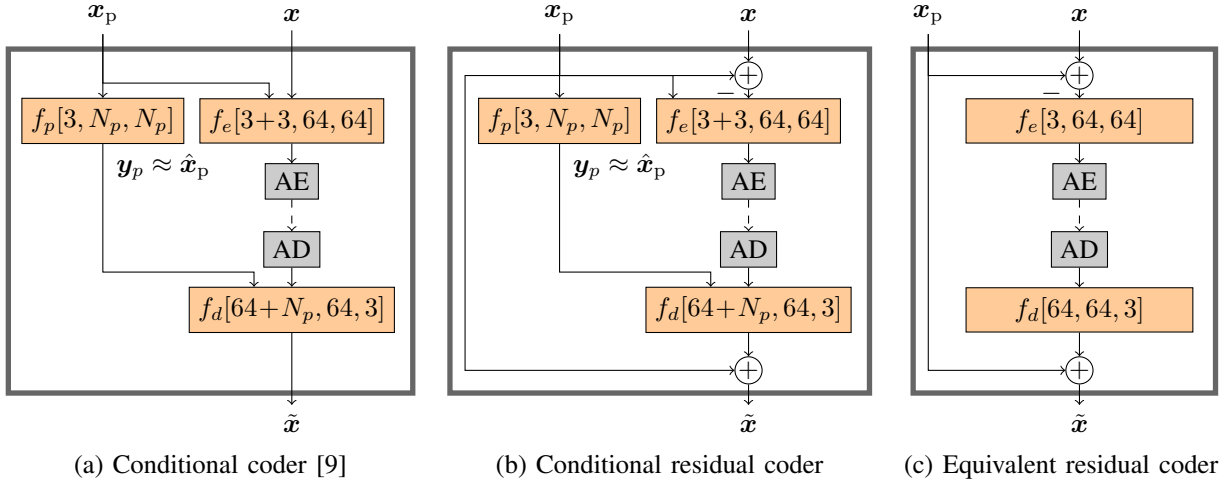 x_p x x_p x x_p x
f_p[3, N_p, N_p] f_e[3+3, 64, 64] f_p[3, N_p, N_p] − f_e[3+3, 64, 64] − f_e[3, 64, 64]
y_p ≈ x̂_p AE y_p ≈ x̂_p AE AE
AD AD AD
f_d[64+N_p, 64, 3] f_d[64+N_p, 64, 3] f_d[64, 64, 3]
x̃ x̃ x̃
(a) Conditional coder [9] (b) Conditional residual coder (c) Equivalent residual coder